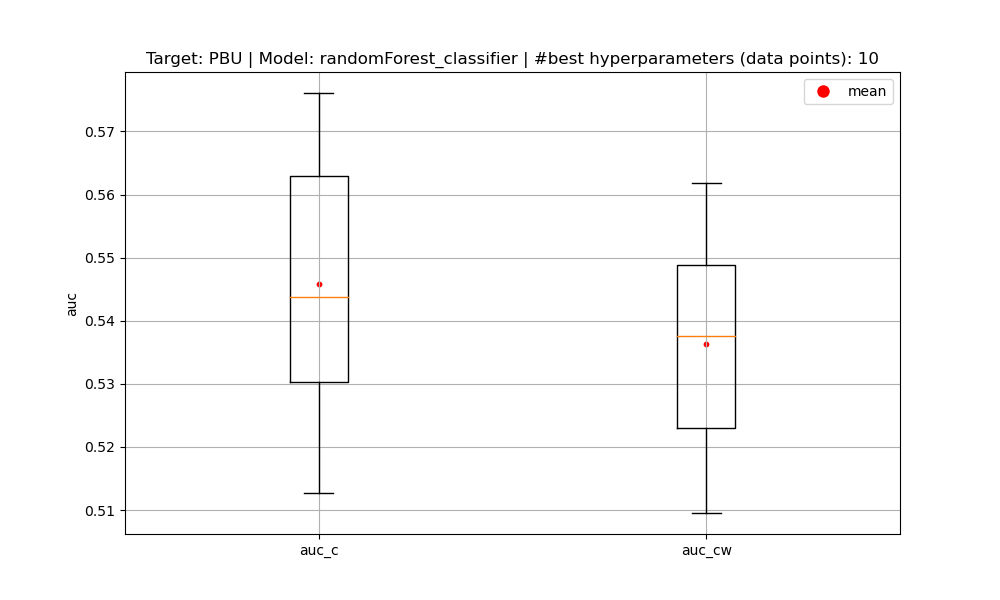 Target: PBU | Model: randomForest_classifier | #best hyperparameters (data points): 10
mean
0.57
0.56
0.55
0.54
0.53
0.52
0.51
auc
auc_c
auc_cw